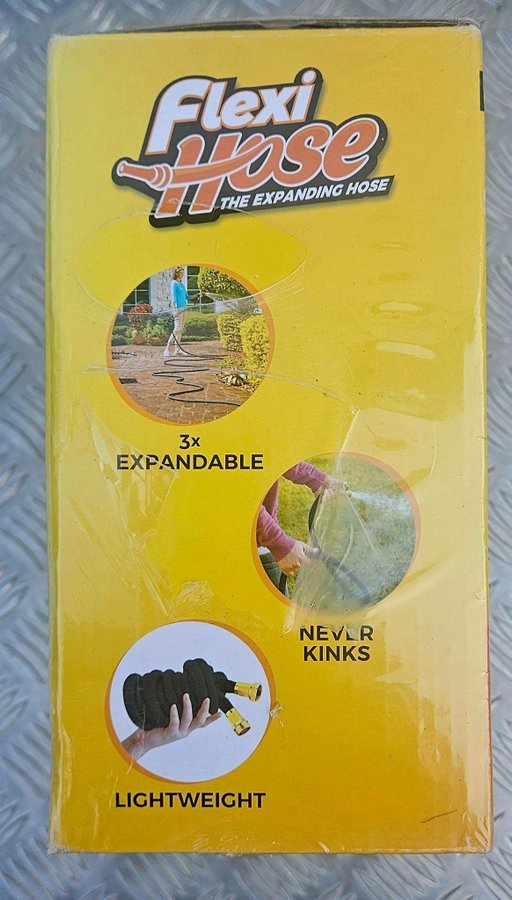 Flexi
Hose
THE EXPANDING HOSE
3x
EXPANDABLE
NEVER
KINKS
LIGHTWEIGHT